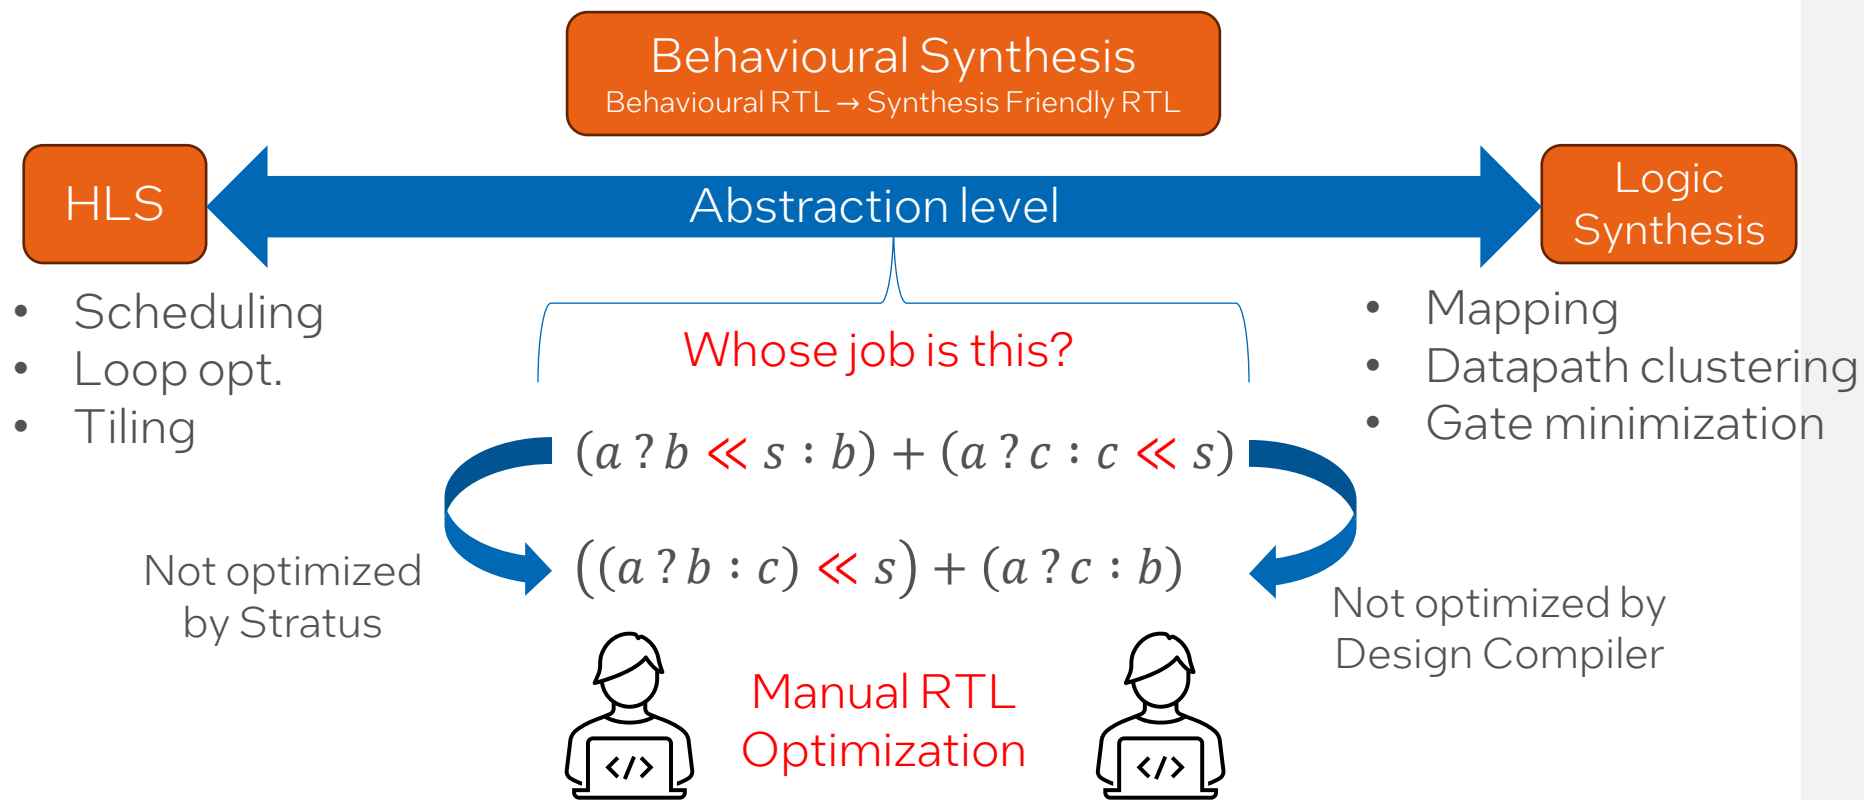 Behavioural Synthesis
Behavioural RTL → Synthesis Friendly RTL
HLS
Abstraction level
Logic
Synthesis
• Scheduling
• Loop opt.
• Tiling
Whose job is this?
• Mapping
• Datapath clustering
• Gate minimization
(a ? b ≪ s : b) + (a ? c : c ≪ s)
((a ? b : c) ≪ s) + (a ? c : b)
Not optimized
by Stratus
Not optimized by
Design Compiler
Manual RTL
Optimization
</>
</>